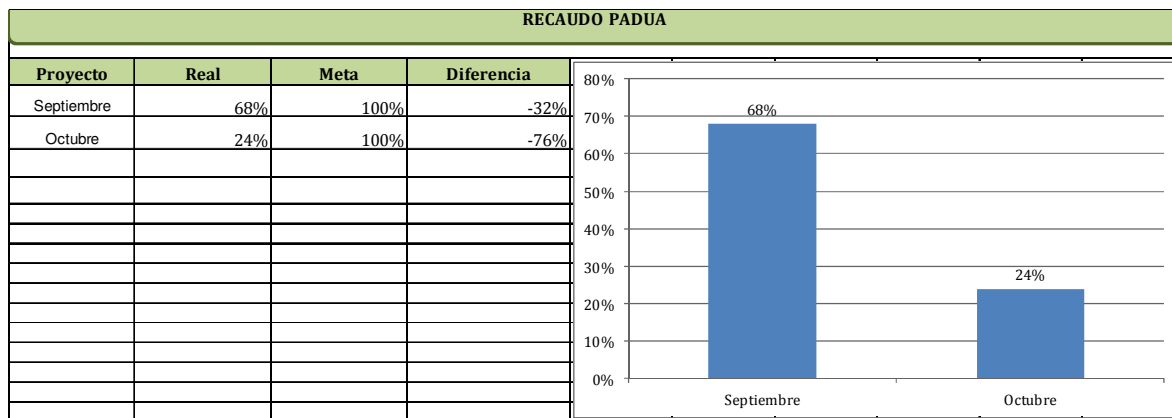 RECAUDO PADUA
Proyecto Real Meta Diferencia
Septiembre 68% 100% -32%
Octubre 24% 100% -76%
80%
70%
60%
50%
40%
30%
20%
10%
0%
68%
24%
Septiembre Octubre